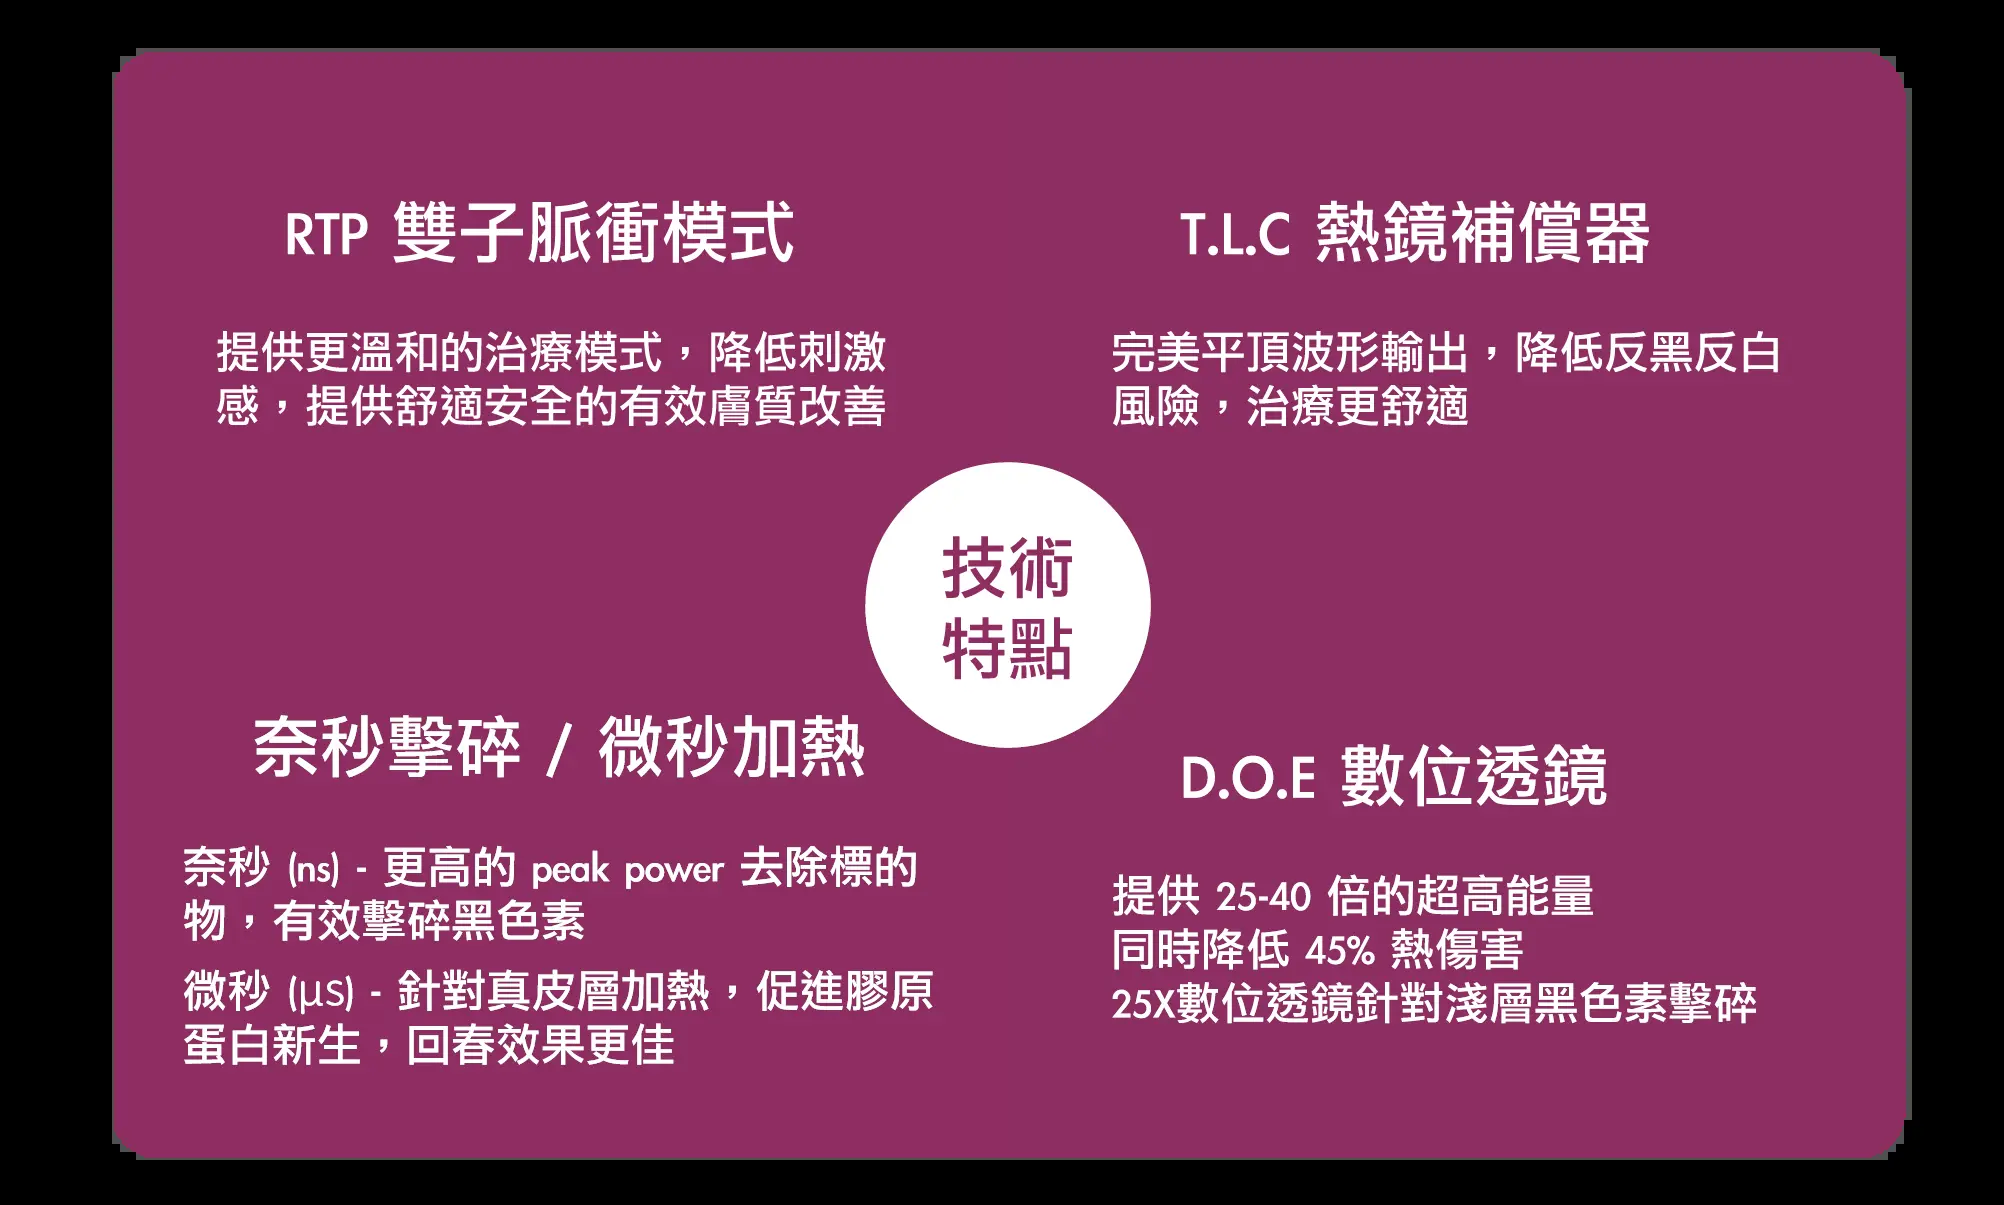 RTP 雙子脈衝模式
提供更溫和的治療模式，降低刺激
感，提供舒適安全的有效膚質改善
T.L.C 熱鏡補償器
完美平頂波形輸出，降低反黑反白
風險，治療更舒適
技術
特點
奈秒擊碎 / 微秒加熱
奈秒 (ns) - 更高的 peak power 去除標的
物，有效擊碎黑色素
微秒 (μs) - 針對真皮層加熱，促進膠原
蛋白新生，回春效果更佳
D.O.E 數位透鏡
提供 25-40 倍的超高能量
同時降低 45% 熱傷害
25X數位透鏡針對淺層黑色素擊碎